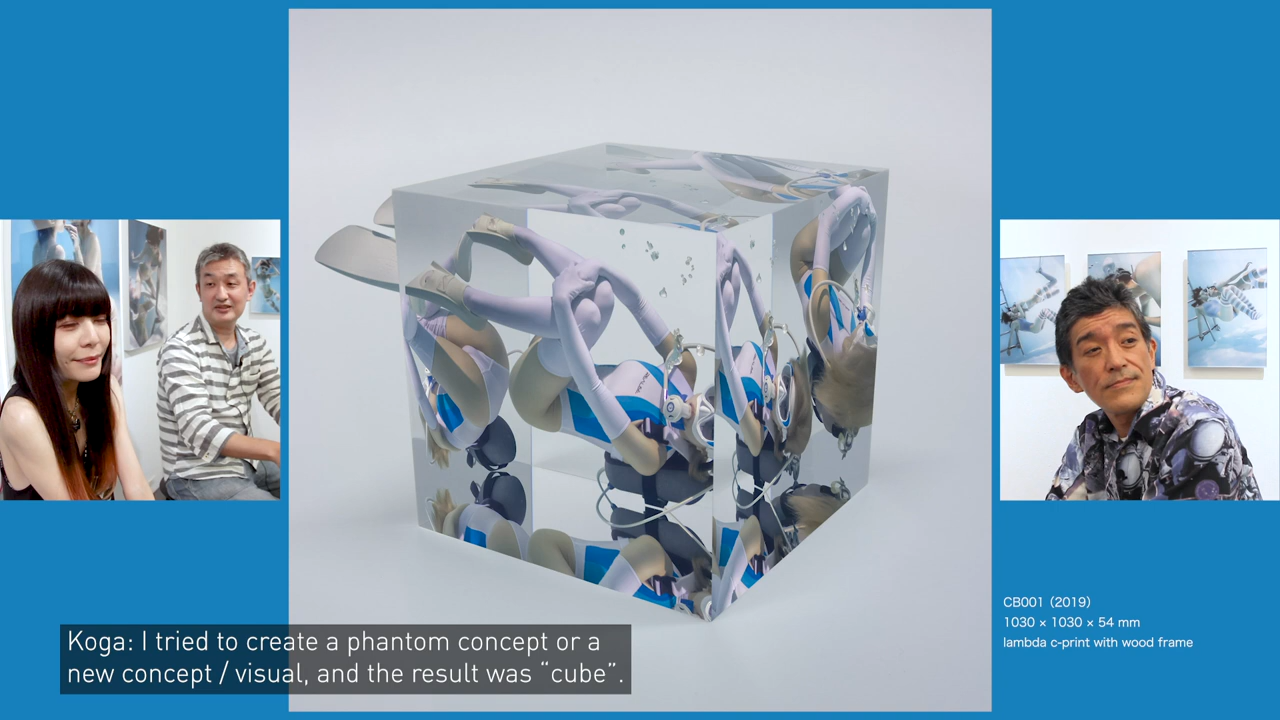 Koga: I tried to create a phantom concept or a
new concept / visual, and the result was “cube”.
CB001 (2019)
1030 × 1030 × 54 mm
lambda c-print with wood frame